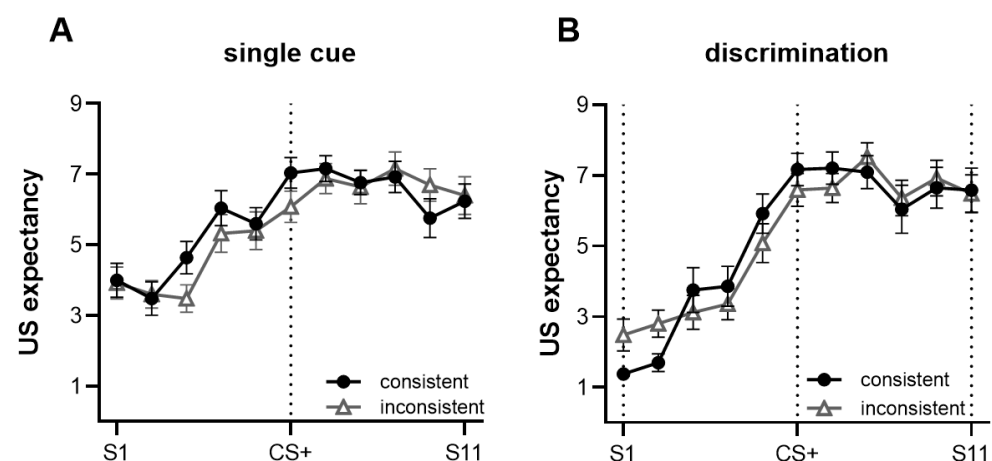 A
single cue
US expectancy
9
7
5
3
1
consistent
inconsistent
S1
CS+
S11
B
discrimination
US expectancy
9
7
5
3
1
consistent
inconsistent
S1
CS+
S11